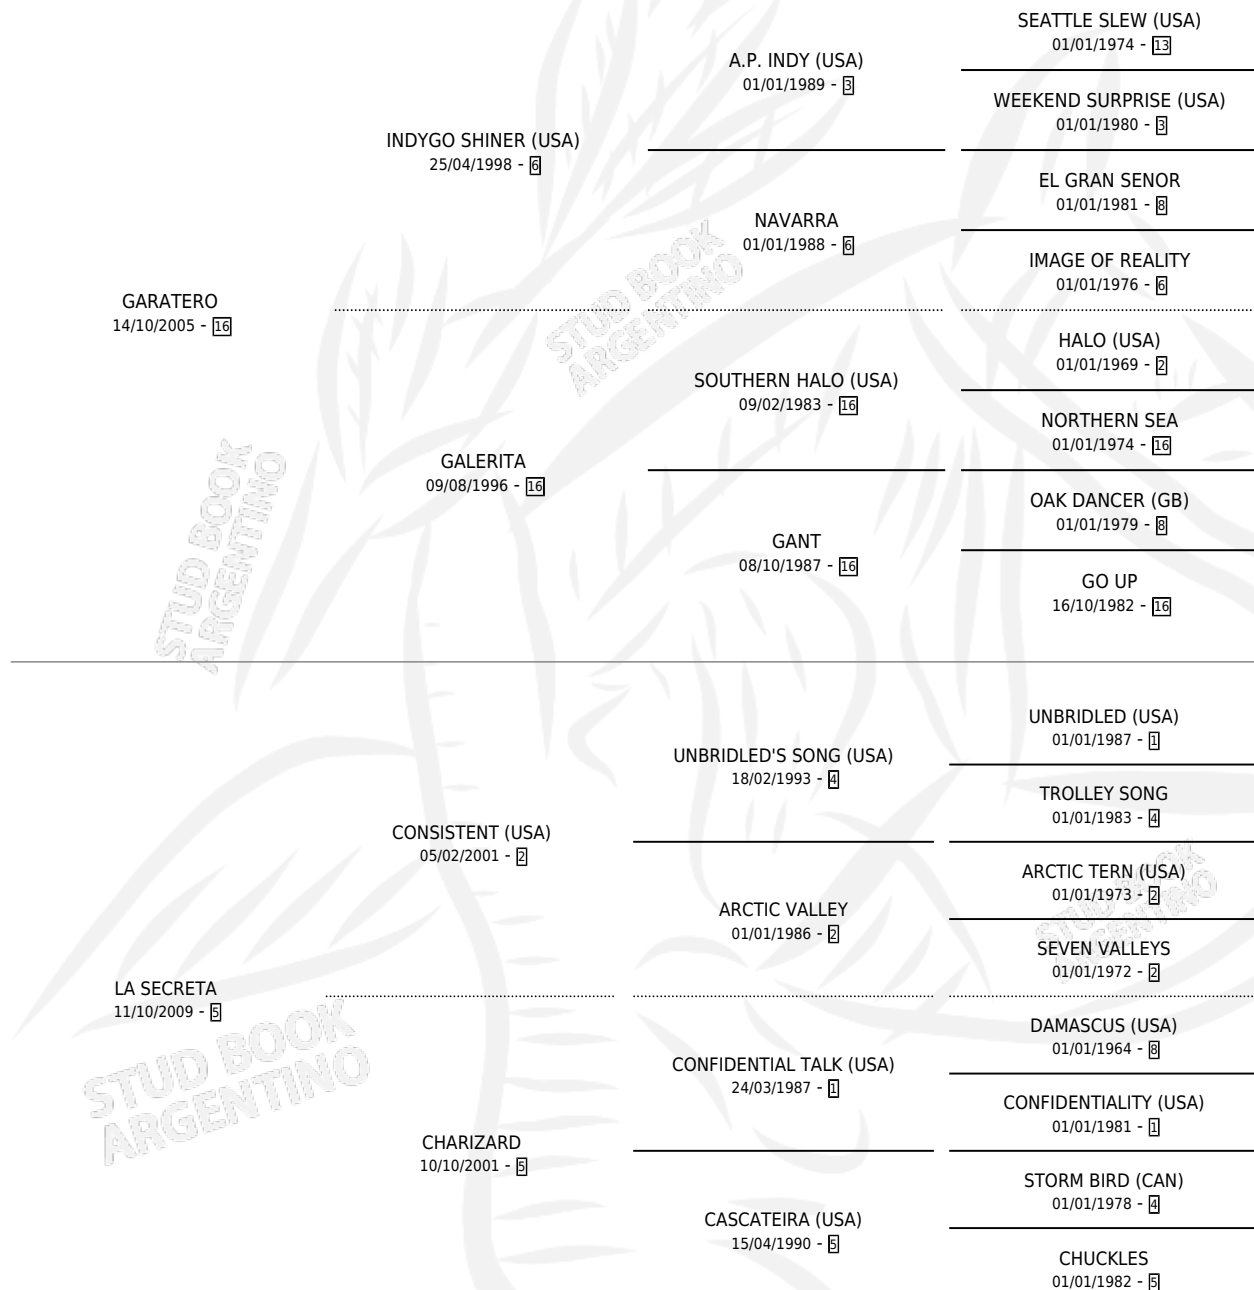 SEATTLE SLEW (USA)
01/01/1974 - 13
A.P. INDY (USA)
01/01/1989 - 3
WEEKEND SURPRISE (USA)
01/01/1980 - 3
INDYGO SHINER (USA)
25/04/1998 - 6
EL GRAN SENOR
01/01/1981 - 8
NAVARRA
01/01/1988 - 6
IMAGE OF REALITY
01/01/1976 - 6
GARATERO
14/10/2005 - 16
HALO (USA)
01/01/1969 - 2
SOUTHERN HALO (USA)
09/02/1983 - 16
NORTHERN SEA
01/01/1974 - 16
GALERITA
09/08/1996 - 16
OAK DANCER (GB)
01/01/1979 - 8
GANT
08/10/1987 - 16
GO UP
16/10/1982 - 16
UNBRIDLED (USA)
01/01/1987 - 1
UNBRIDLED'S SONG (USA)
18/02/1993 - 4
TROLLEY SONG
01/01/1983 - 4
CONSISTENT (USA)
05/02/2001 - 2
ARCTIC TERN (USA)
01/01/1973 - 2
ARCTIC VALLEY
01/01/1986 - 2
SEVEN VALLEYS
01/01/1972 - 2
LA SECRETA
11/10/2009 - 5
DAMASCUS (USA)
01/01/1964 - 8
CONFIDENTIAL TALK (USA)
24/03/1987 - 1
CONFIDENTIALITY (USA)
01/01/1981 - 1
CHARIZARD
10/10/2001 - 5
STORM BIRD (CAN)
01/01/1978 - 4
CASCATEIRA (USA)
15/04/1990 - 5
CHUCKLES
01/01/1982 - 5
STUD BOOK
ARGENTINO
STUD BOOK
ARGENTINO
STUD BOOK
ARGENTINO
STUD BOOK
ARGENTINO